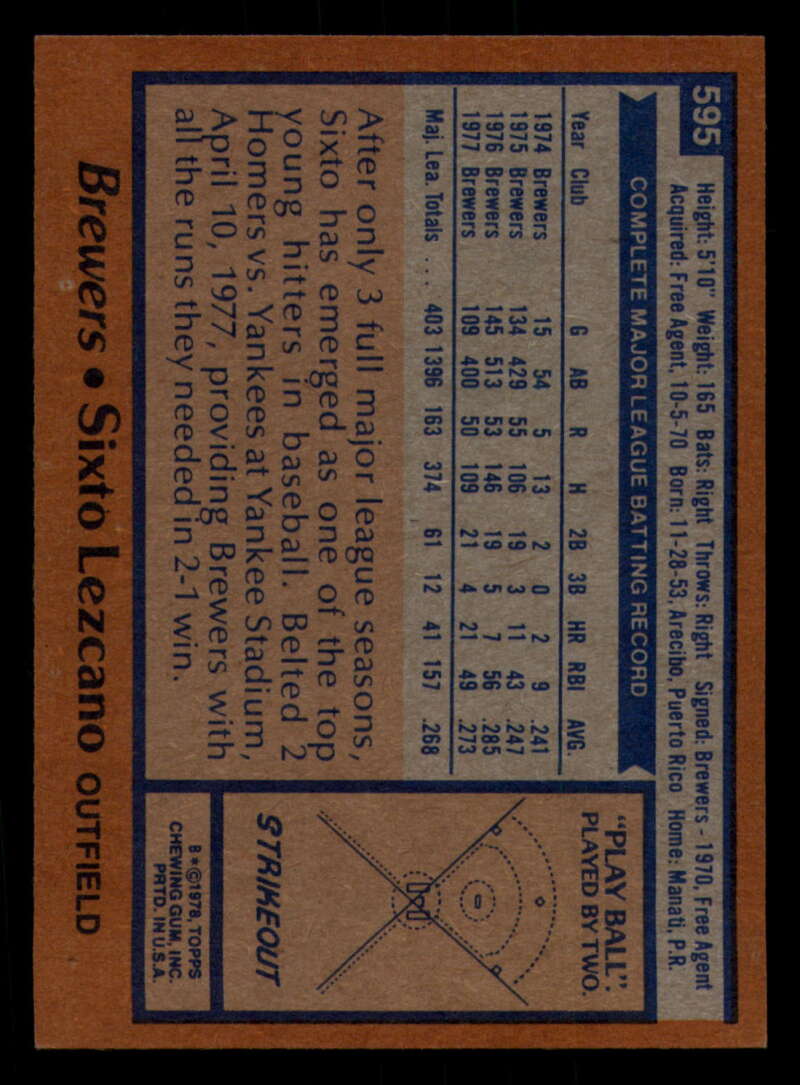 595
Height: 5'10" Weight: 165 Bats: Right Throws: Right Signed: Brewers - 1970, Free Agent
Acquired: Free Agent, 10-5-70 Born: 11-28-53, Arecibo, Puerto Rico Home: Manati, P.R.
COMPLETE MAJOR LEAGUE BATTING RECORD
Year Club G AB R H 2B 3B HR RBI AVG.
1974 Brewers 15 54 5 13 2 0 2 9 .241
1975 Brewers 134 429 55 106 19 3 11 43 .247
1976 Brewers 145 513 53 146 19 5 7 56 .285
1977 Brewers 109 400 50 109 21 4 21 49 .273
Maj. Lea. Totals ... 403 1396 163 374 61 12 41 157 .268
After only 3 full major league seasons,
Sixto has emerged as one of the top
young hitters in baseball. Belted 2
Homers vs. Yankees at Yankee Stadium,
April 10, 1977, providing Brewers with
all the runs they needed in 2-1 win.
"PLAY BALL":
PLAYED BY TWO.
STRIKEOUT
B*©1978, TOPPS
CHEWING GUM, INC.
PRTD. IN U.S.A.
Brewers • Sixto Lezcano OUTFIELD